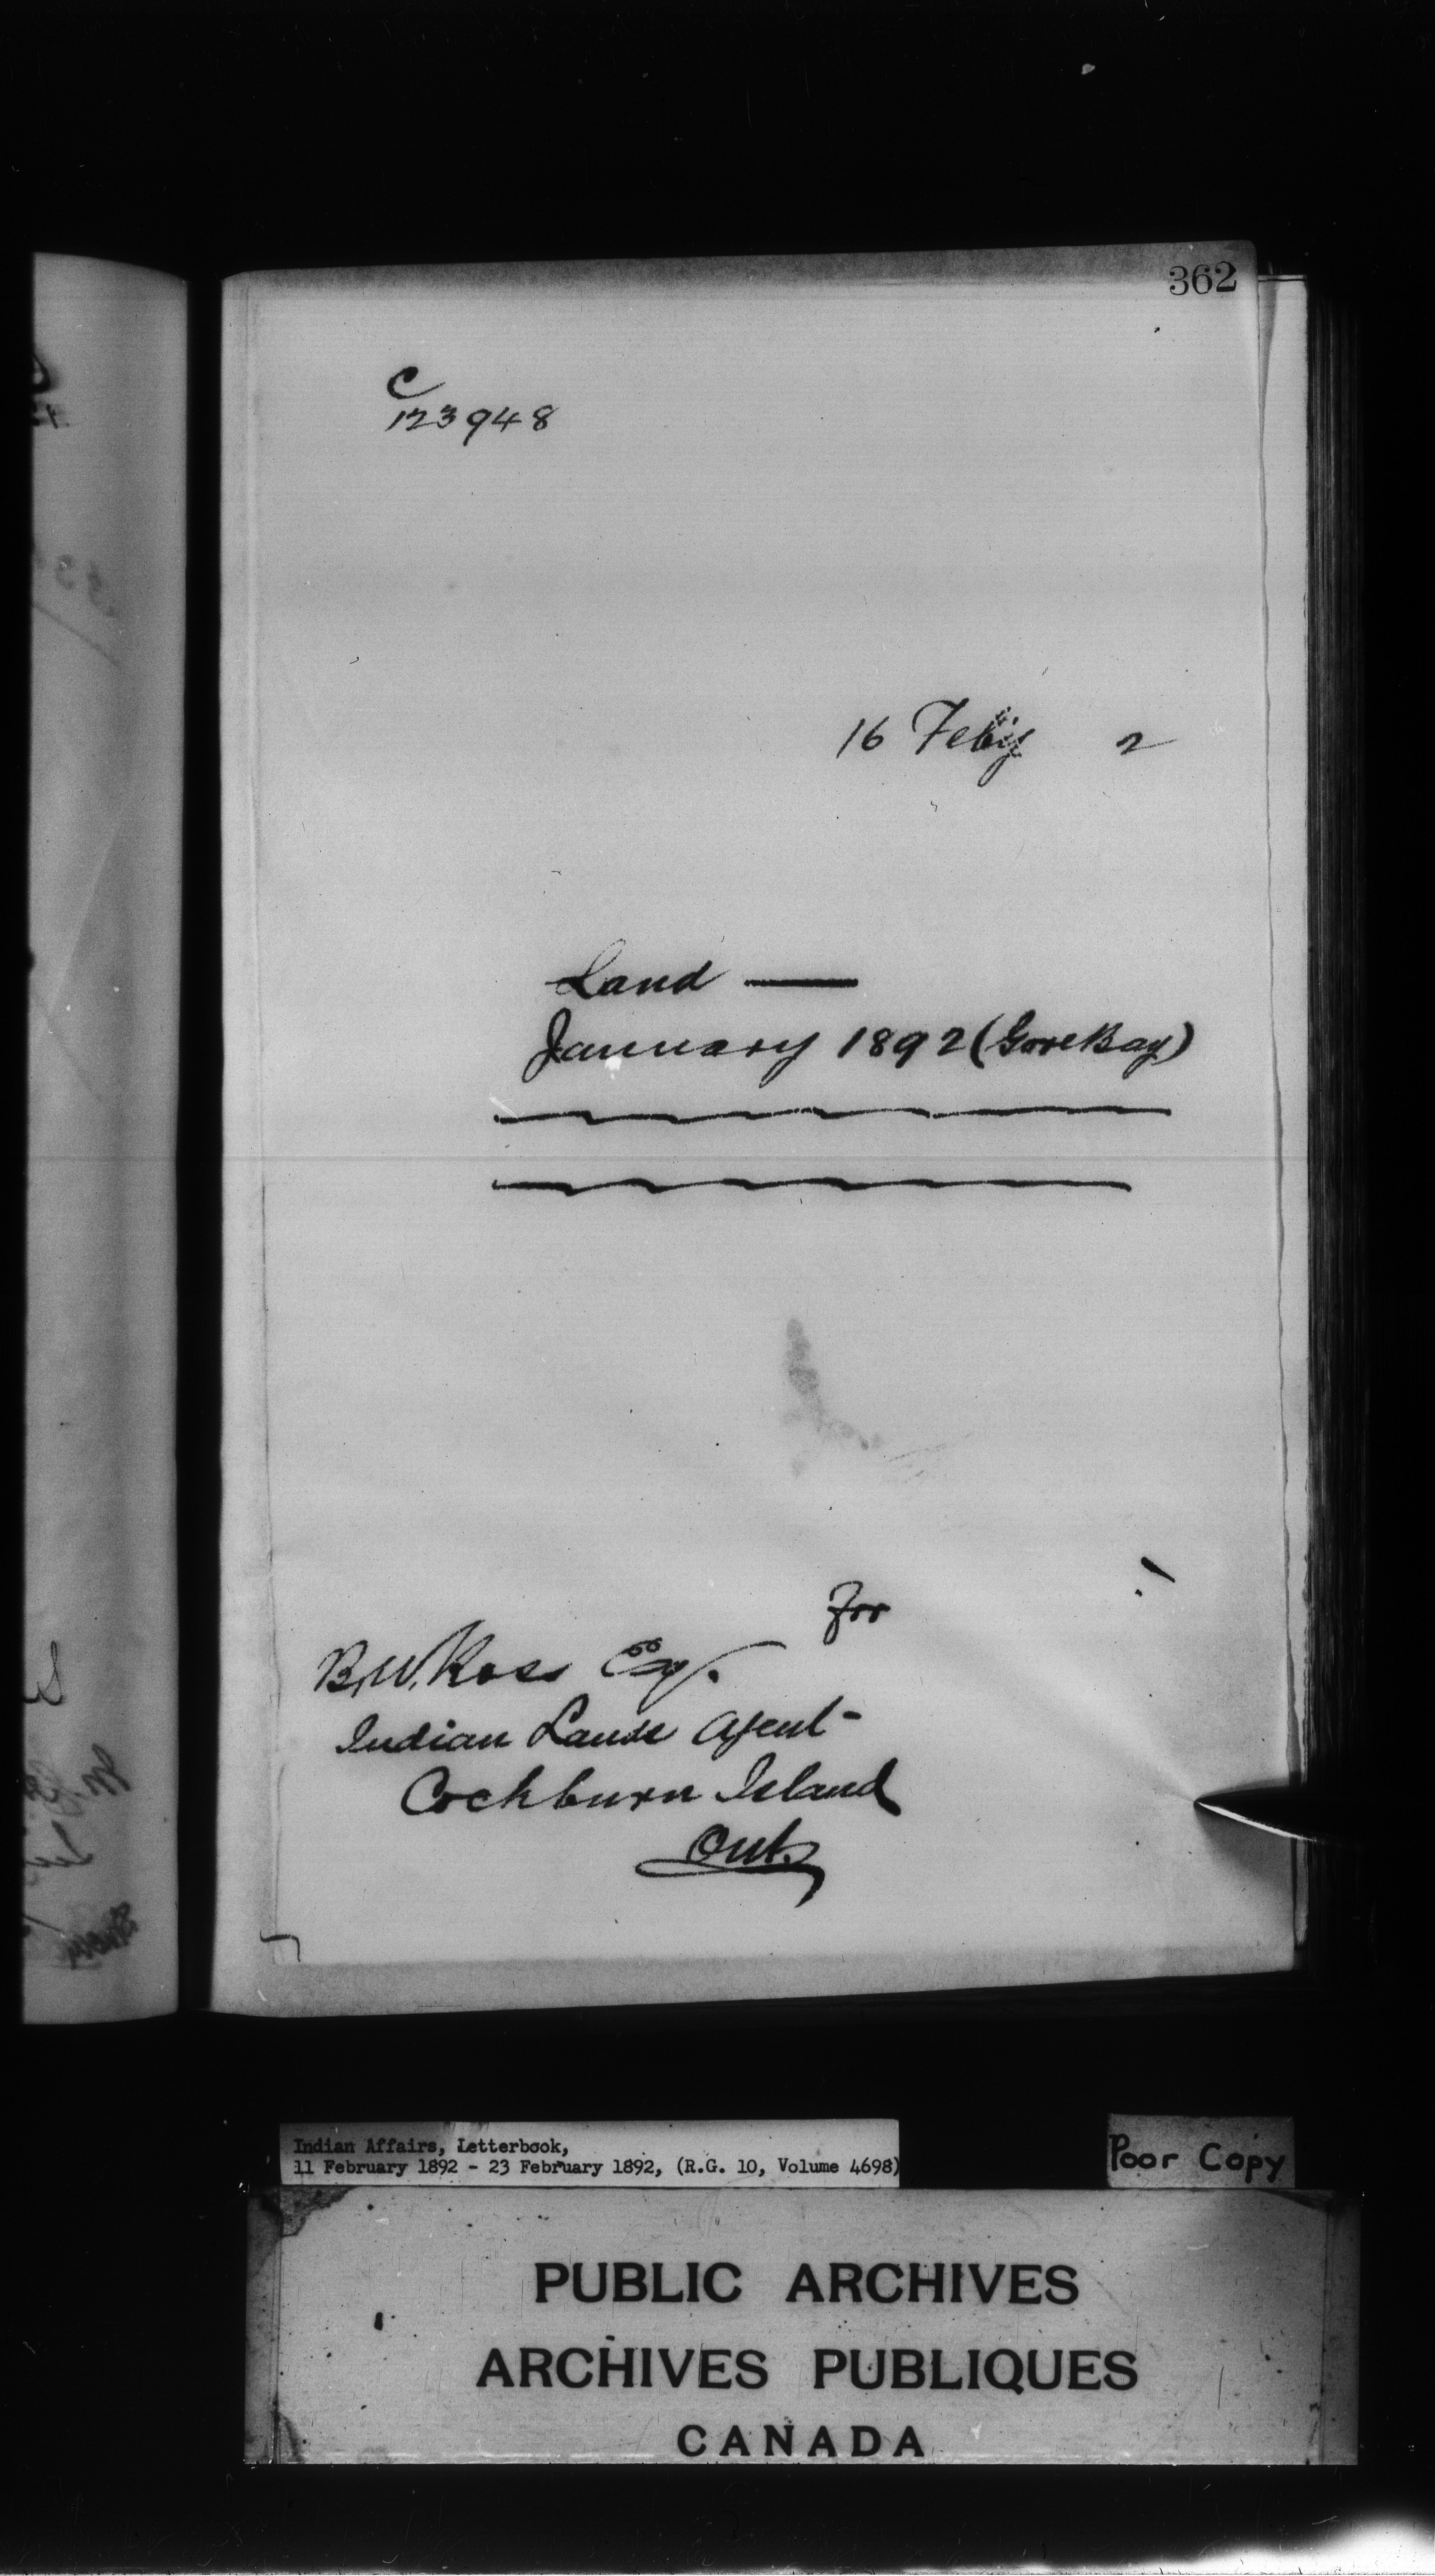 362
C
123948
16 Feby 2
Land —
January 1892 (Gore Bay)
for
B. W. Ross Esq.
Indian Lands Agent
Cockburn Island
Ont.
Indian Affairs, Letterbook,
11 February 1892 - 23 February 1892, (R.G. 10, Volume 4698)
Poor Copy
PUBLIC ARCHIVES
ARCHIVES PUBLIQUES
CANADA